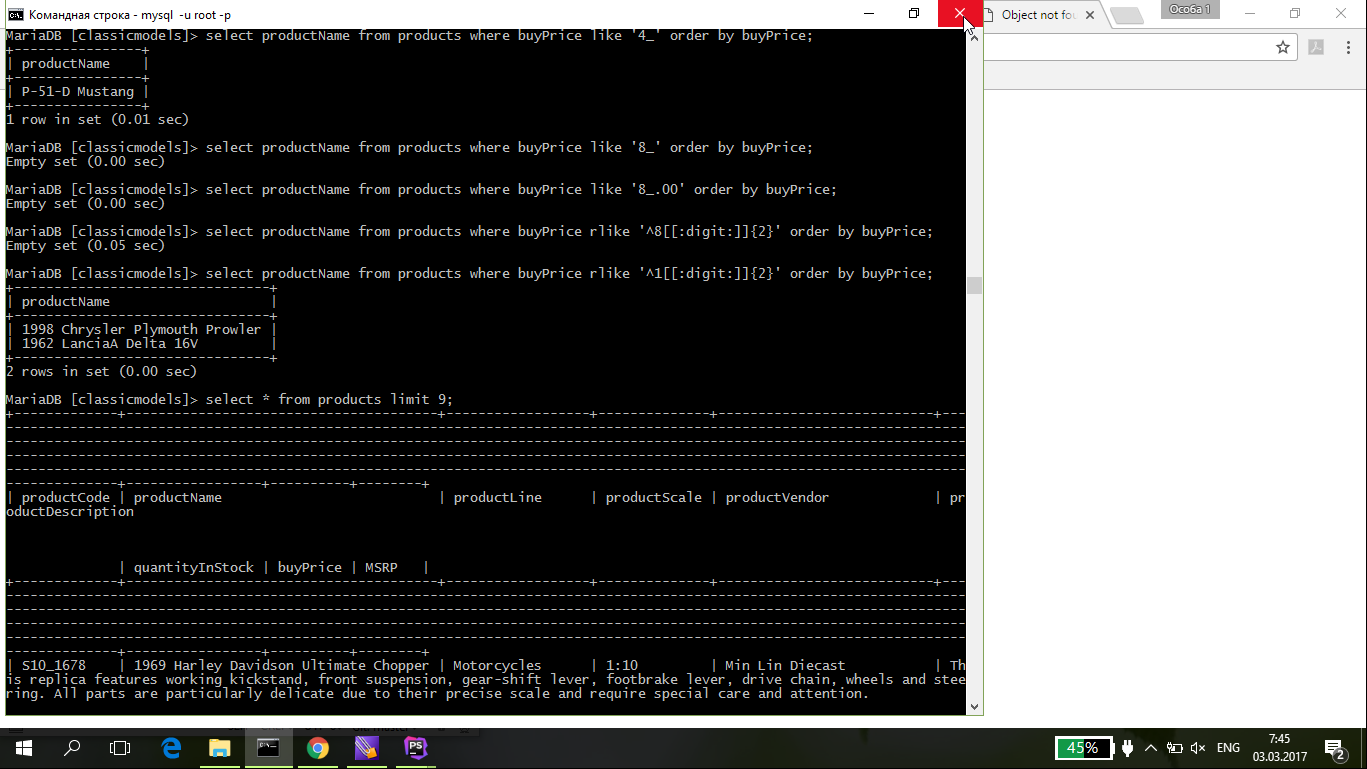 Командная строка - mysql  -u root -p
Object not fou
Особа 1
MariaDB [classicmodels]> select productName from products where buyPrice like '4_' order by buyPrice;
+----------------+
| productName    |
+----------------+
| P-51-D Mustang |
+----------------+
1 row in set (0.01 sec)
MariaDB [classicmodels]> select productName from products where buyPrice like '8_' order by buyPrice;
Empty set (0.00 sec)
MariaDB [classicmodels]> select productName from products where buyPrice like '8_.00' order by buyPrice;
Empty set (0.00 sec)
MariaDB [classicmodels]> select productName from products where buyPrice rlike '^8[[:digit:]]{2}' order by buyPrice;
Empty set (0.05 sec)
MariaDB [classicmodels]> select productName from products where buyPrice rlike '^1[[:digit:]]{2}' order by buyPrice;
+--------------------------------+
| productName                    |
+--------------------------------+
| 1998 Chrysler Plymouth Prowler |
| 1962 LanciaA Delta 16V         |
+--------------------------------+
2 rows in set (0.00 sec)
MariaDB [classicmodels]> select * from products limit 9;
| productCode | productName                           | productLine      | productScale | productVendor             | pr
oductDescription
| quantityInStock | buyPrice | MSRP   |
| S10_1678    | 1969 Harley Davidson Ultimate Chopper | Motorcycles      | 1:10         | Min Lin Diecast           | Th
is replica features working kickstand, front suspension, gear-shift lever, footbrake lever, drive chain, wheels and stee
ring. All parts are particularly delicate due to their precise scale and require special care and attention.
45%
ENG
7:45
03.03.2017
2
PS